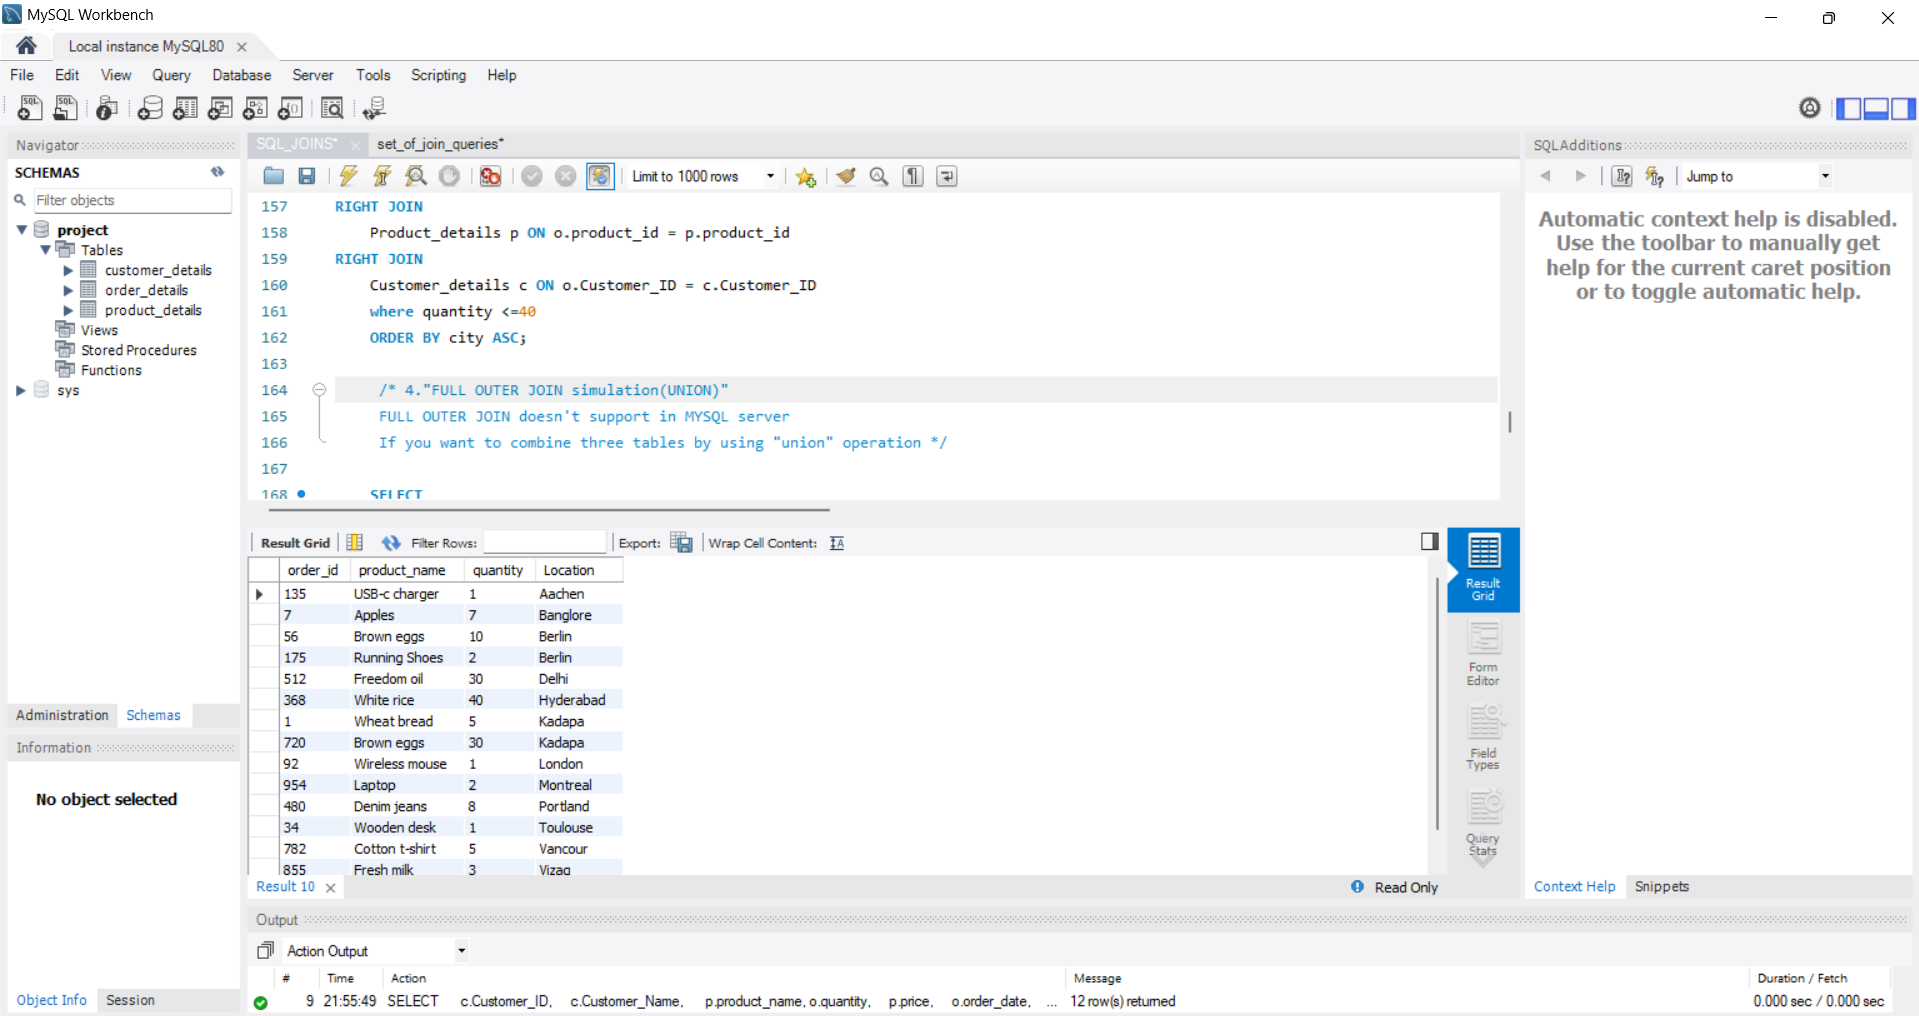 MySQL Workbench
Local instance MySQL80
File Edit View Query Database Server Tools Scripting Help
Navigator
SCHEMAS
Filter objects
project
Tables
customer_details
order_details
product_details
Views
Stored Procedures
Functions
sys
Administration Schemas
Information
No object selected
Object Info Session
SQL_JOINS* set_of_join_queries*
Limit to 1000 rows
157 RIGHT JOIN
158 Product_details p ON o.product_id = p.product_id
159 RIGHT JOIN
160 Customer_details c ON o.Customer_ID = c.Customer_ID
161 where quantity <=40
162 ORDER BY city ASC;
163
164 /* 4."FULL OUTER JOIN simulation(UNION)"
165 FULL OUTER JOIN doesn't support in MYSQL server
166 If you want to combine three tables by using "union" operation */
167
168 SELECT
Result Grid Filter Rows: Export: Wrap Cell Content:
order_id product_name quantity Location
135 USB-c charger 1 Aachen
7 Apples 7 Banglore
56 Brown eggs 10 Berlin
175 Running Shoes 2 Berlin
512 Freedom oil 30 Delhi
368 White rice 40 Hyderabad
1 Wheat bread 5 Kadapa
720 Brown eggs 30 Kadapa
92 Wireless mouse 1 London
954 Laptop 2 Montreal
480 Denim jeans 8 Portland
34 Wooden desk 1 Toulouse
782 Cotton t-shirt 5 Vancour
855 Fresh milk 3 Vizag
Result 10
Read Only
Result
Grid
Form
Editor
Field
Types
Query
Stats
SQLAdditions
Jump to
Automatic context help is disabled.
Use the toolbar to manually get
help for the current caret position
or to toggle automatic help.
Context Help Snippets
Output
Action Output
# Time Action Message Duration / Fetch
9 21:55:49 SELECT c.Customer_ID, c.Customer_Name, p.product_name, o.quantity, p.price, o.order_date, ... 12 row(s) returned 0.000 sec / 0.000 sec